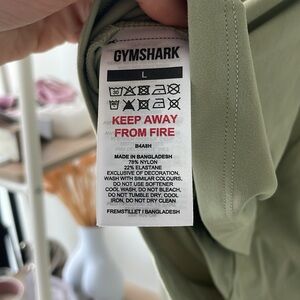 GYMSHARK
L
KEEP AWAY
FROM FIRE
B4A8H
MADE IN BANGLADESH
78% NYLON
22% ELASTANE
EXCLUSIVE OF DECORATION,
WASH WITH SIMILAR COLOURS,
DO NOT USE SOFTENER
COOL WASH, DO NOT BLEACH,
DO NOT TUMBLE DRY, COOL
IRON, DO NOT DRY CLEAN
FREMSTILLET I BANGLADESH